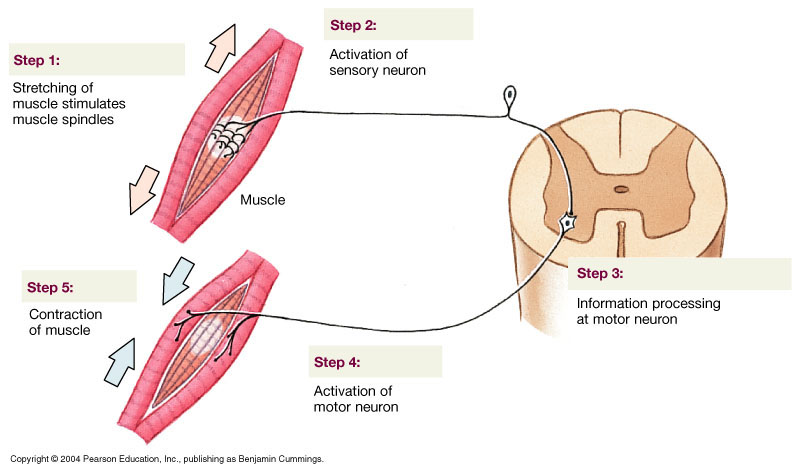 Step 1:
Stretching of
muscle stimulates
muscle spindles
Step 2:
Activation of
sensory neuron
Muscle
Step 3:
Information processing
at motor neuron
Step 4:
Activation of
motor neuron
Step 5:
Contraction
of muscle
Copyright © 2004 Pearson Education, Inc., publishing as Benjamin Cummings.